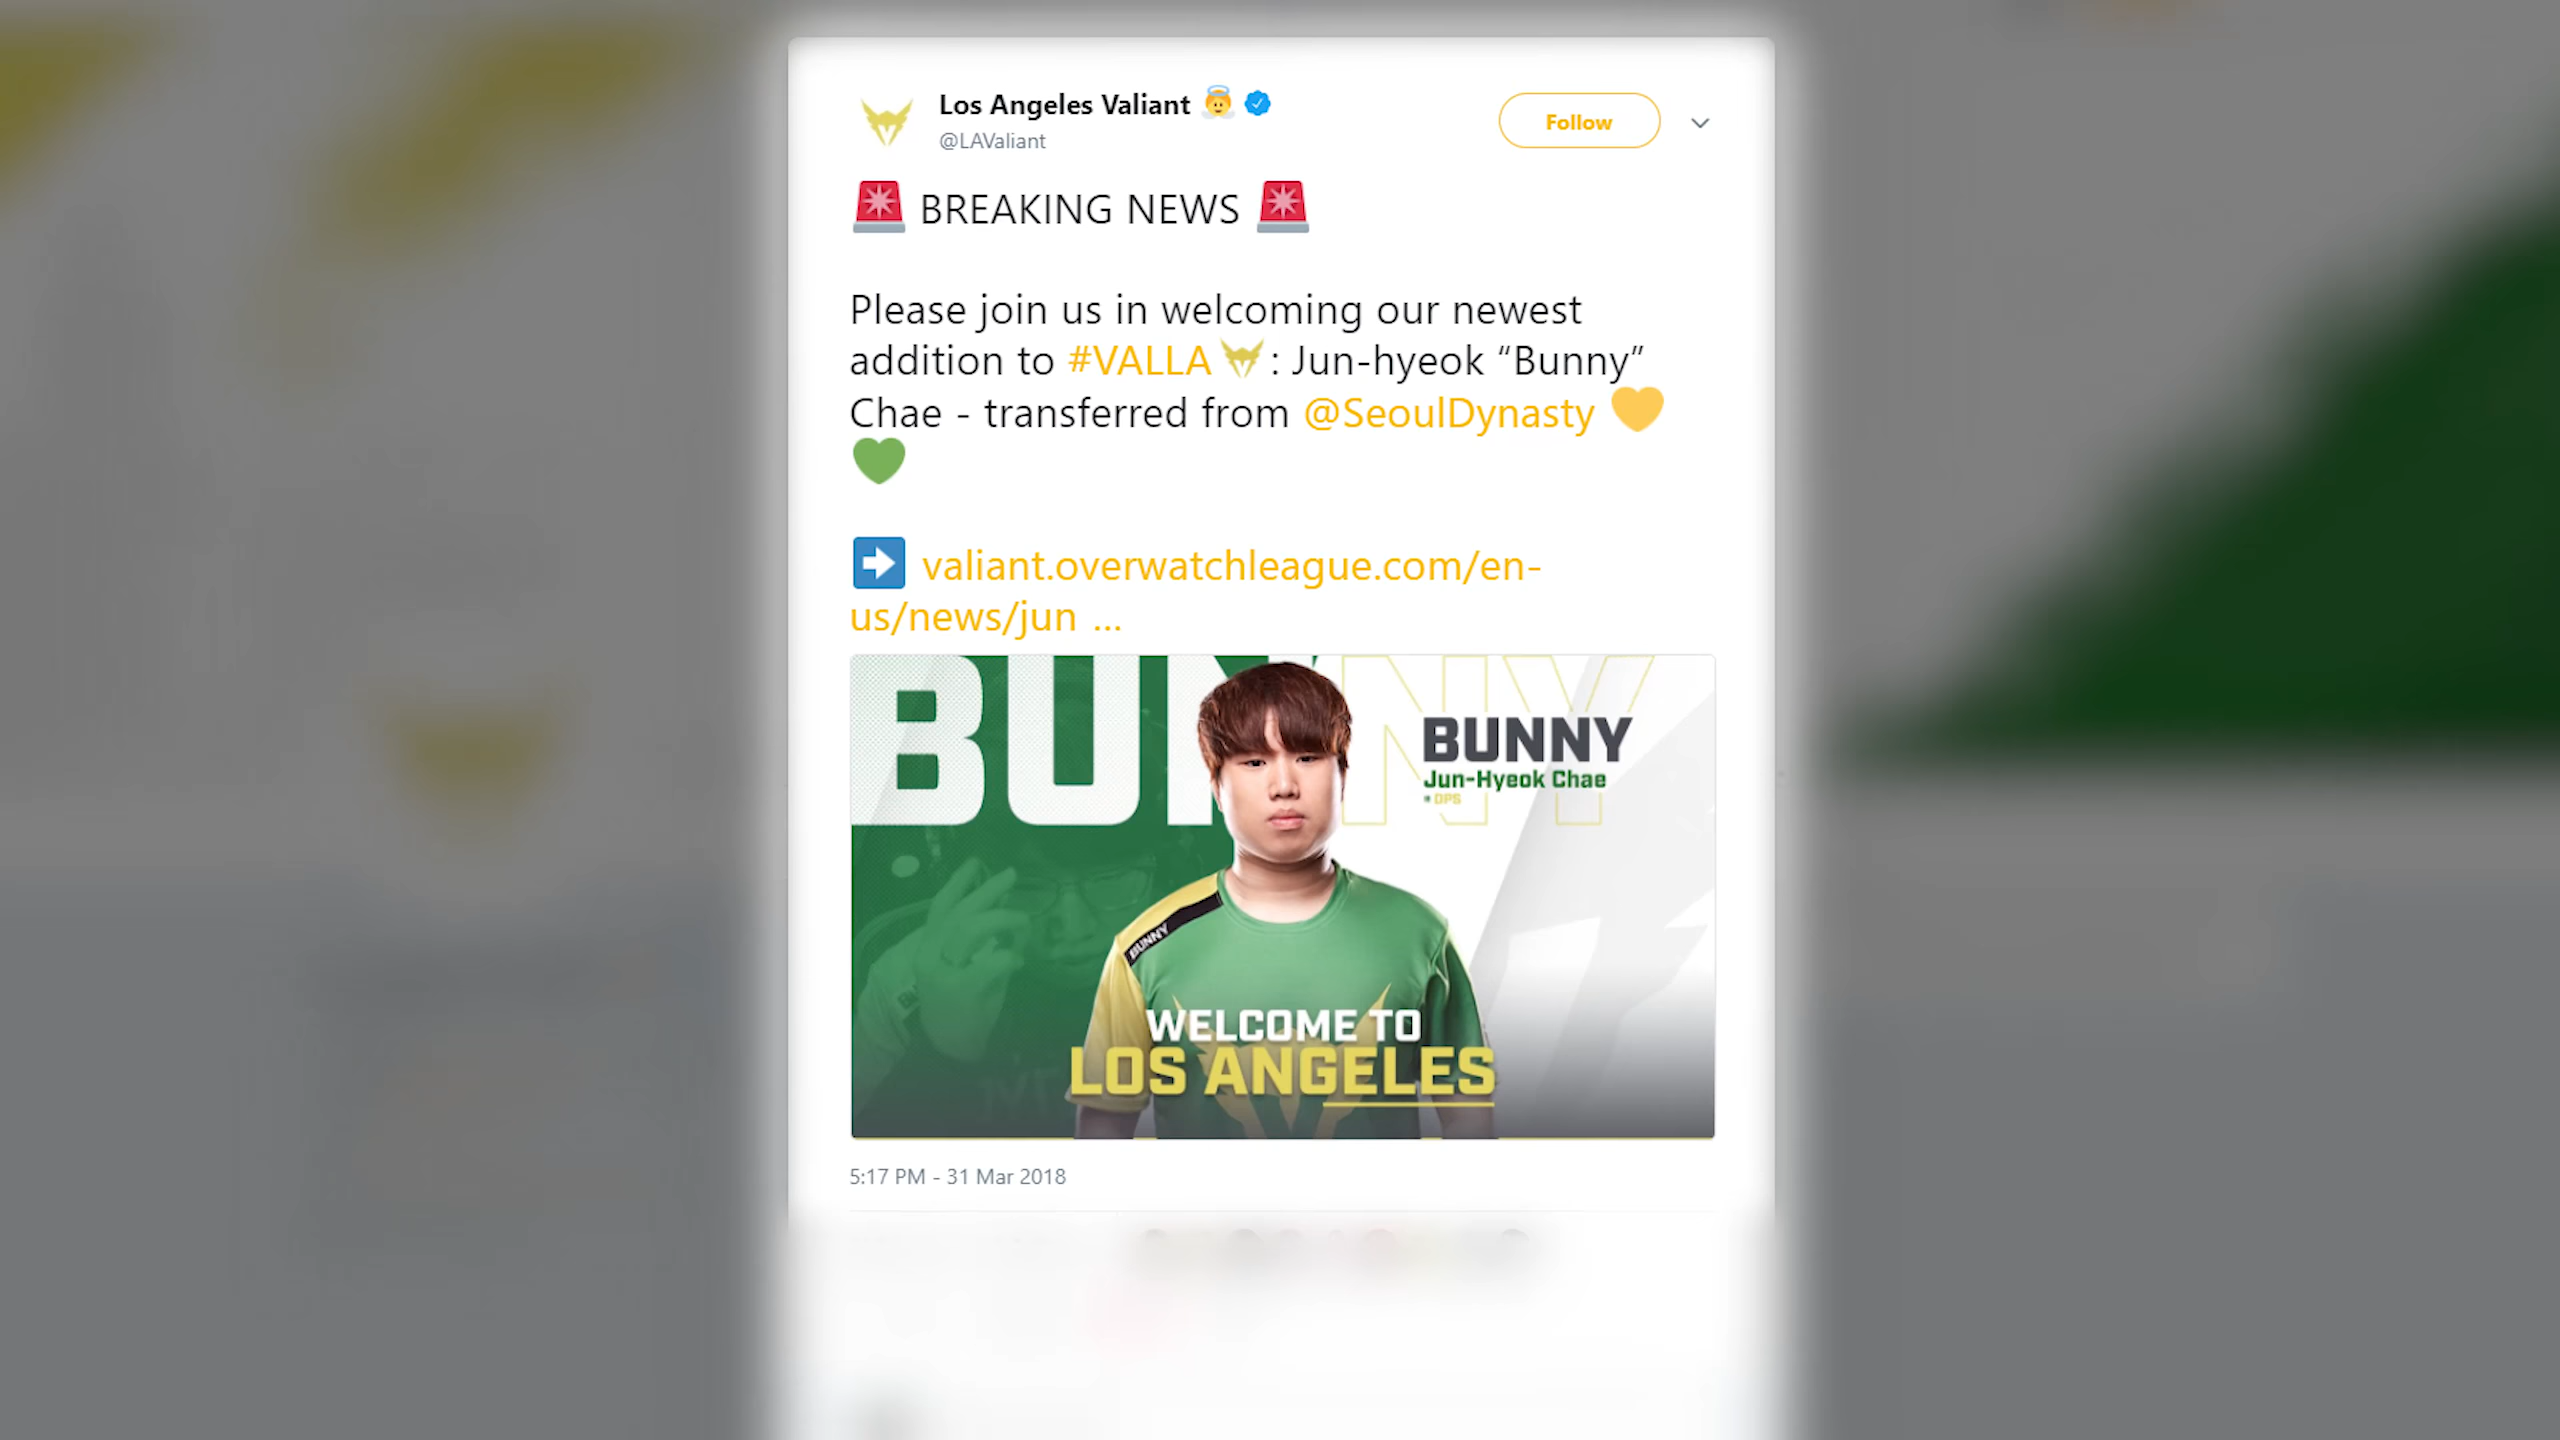 Los Angeles Valiant 👼
@LAValiant
Follow
🚨 BREAKING NEWS 🚨
Please join us in welcoming our newest
addition to #VALLA : Jun-hyeok “Bunny”
Chae - transferred from @SeoulDynasty 💛
💚
➡️ valiant.overwatchleague.com/en-
us/news/jun ...
BUNNY
BUNNY
Jun-Hyeok Chae
DPS
BUNNY
WELCOME TO
LOS ANGELES
5:17 PM - 31 Mar 2018